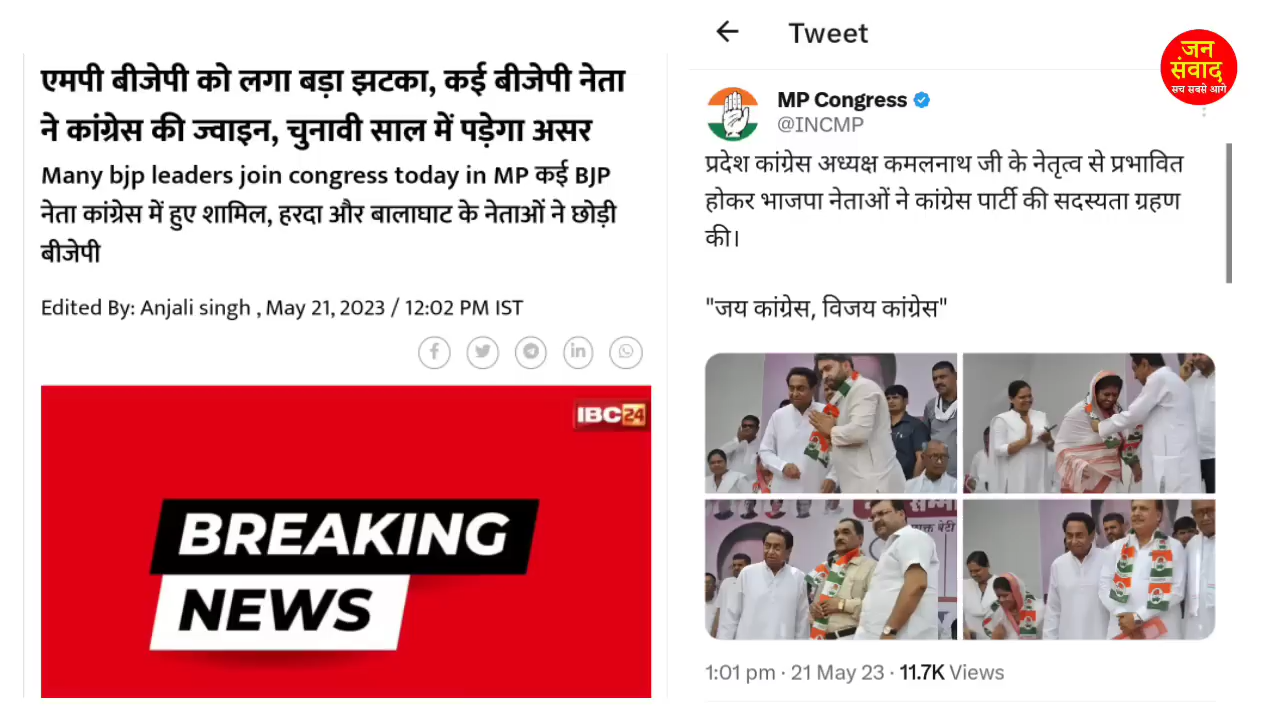 एमपी बीजेपी को लगा बड़ा झटका, कई बीजेपी नेता
ने कांग्रेस की ज्वाइन, चुनावी साल में पड़ेगा असर
Many bjp leaders join congress today in MP कई BJP
नेता कांग्रेस में हुए शामिल, हरदा और बालाघाट के नेताओं ने छोड़ी
बीजेपी
Edited By: Anjali singh , May 21, 2023 / 12:02 PM IST
IBC24
BREAKING
NEWS
Tweet
जन
संवाद
सच सबसे आगे
MP Congress
@INCMP
प्रदेश कांग्रेस अध्यक्ष कमलनाथ जी के नेतृत्व से प्रभावित
होकर भाजपा नेताओं ने कांग्रेस पार्टी की सदस्यता ग्रहण
की।
"जय कांग्रेस, विजय कांग्रेस"
1:01 pm · 21 May 23 · 11.7K Views